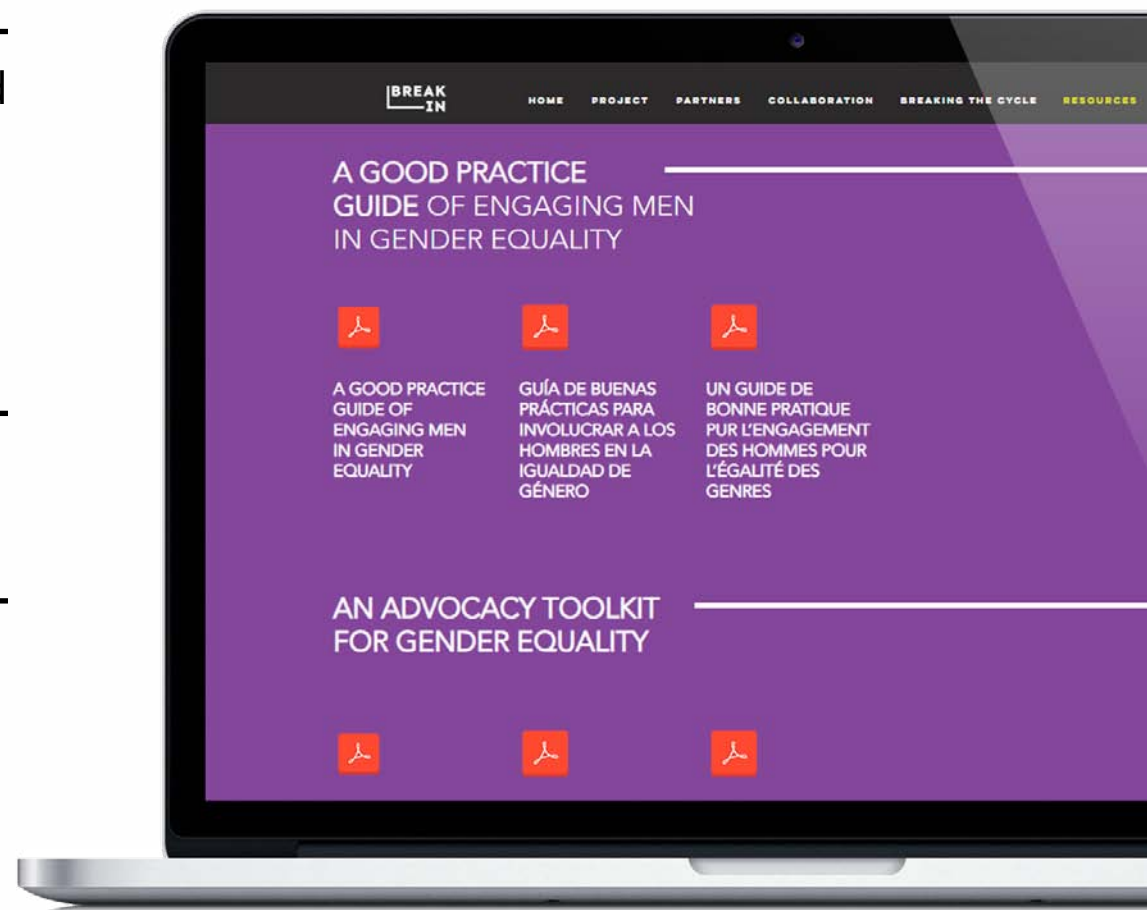 BREAK
IN
HOME PROJECT PARTNERS COLLABORATION BREAKING THE CYCLE RESOURCES
A GOOD PRACTICE
GUIDE OF ENGAGING MEN
IN GENDER EQUALITY
A GOOD PRACTICE
GUIDE OF
ENGAGING MEN
IN GENDER
EQUALITY
GUÍA DE BUENAS
PRÁCTICAS PARA
INVOLUCRAR A LOS
HOMBRES EN LA
IGUALDAD DE
GÉNERO
UN GUIDE DE
BONNE PRATIQUE
PUR L'ENGAGEMENT
DES HOMMES POUR
L'ÉGALITÉ DES
GENRES
AN ADVOCACY TOOLKIT
FOR GENDER EQUALITY